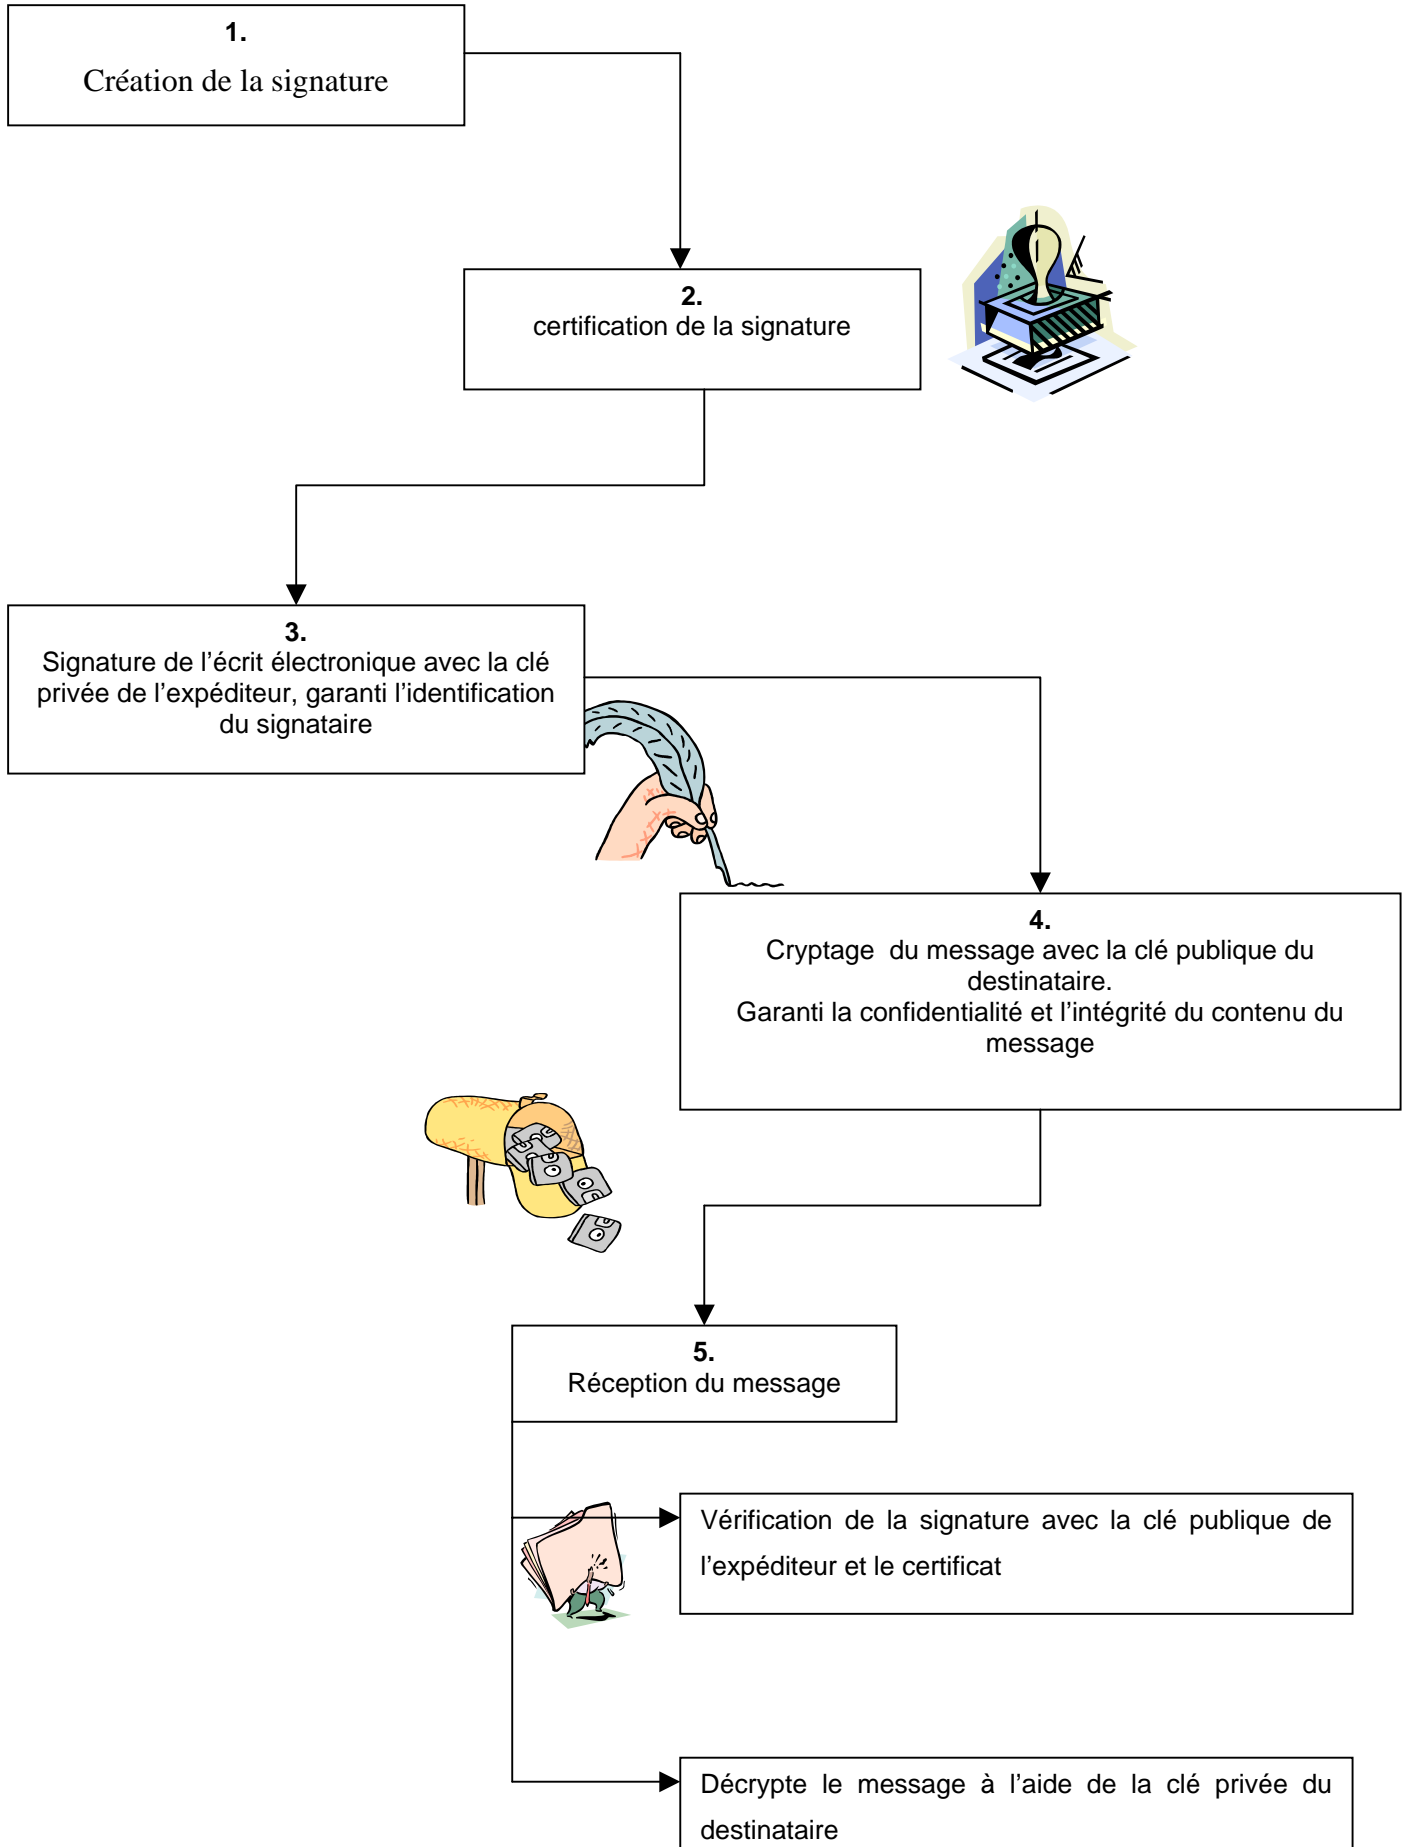 1.
Création de la signature
2.
certification de la signature
3.
Signature de l’écrit électronique avec la clé
privée de l’expéditeur, garanti l’identification
du signataire
4.
Cryptage  du message avec la clé publique du
destinataire.
Garanti la confidentialité et l’intégrité du contenu du
message
5.
Réception du message
Vérification de la signature avec la clé publique de
l’expéditeur et le certificat
Décrypte le message à l’aide de la clé privée du
destinataire